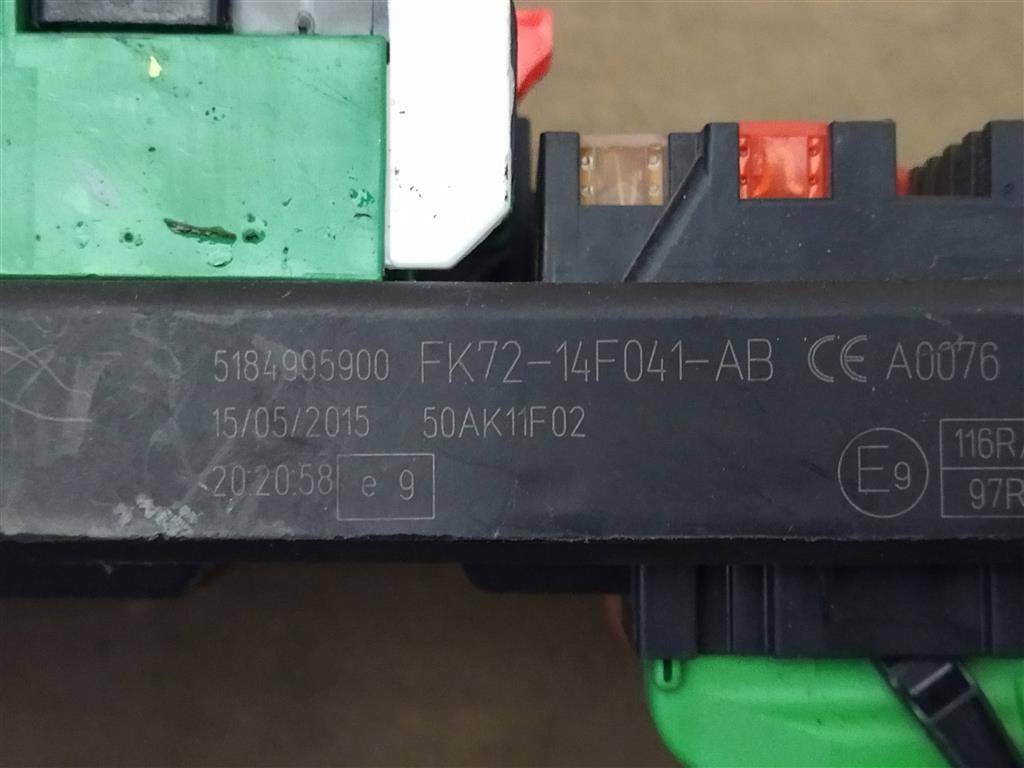 5184995900 FK72-14F041-AB CE A0076
15/05/2015 50AK11F02
20:20:58 e 9
E9
116R
97R